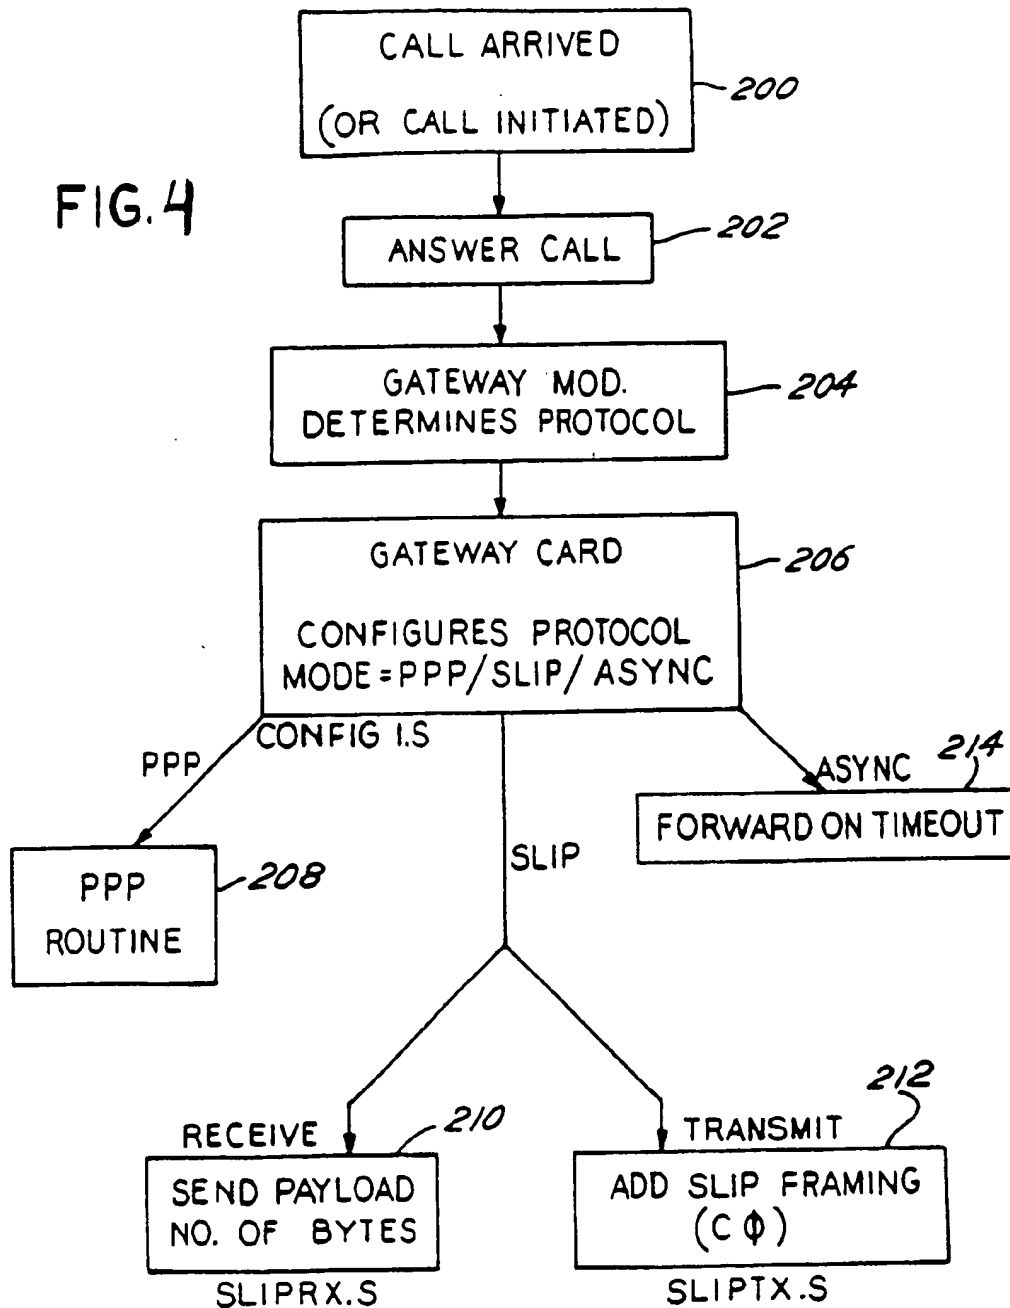 CALL ARRIVED
(OR CALL INITIATED)
200
FIG. 4
ANSWER CALL
202
GATEWAY MOD.
DETERMINES PROTOCOL
204
GATEWAY CARD
CONFIGURES PROTOCOL
MODE=PPP/SLIP/ASYNC
206
CONFIG 1.S
PPP
SLIP
ASYNC
214
FORWARD ON TIMEOUT
PPP
ROUTINE
208
RECEIVE
210
SEND PAYLOAD
NO. OF BYTES
SLIPRX.S
TRANSMIT
212
ADD SLIP FRAMING
(CΦ)
SLIPTX.S